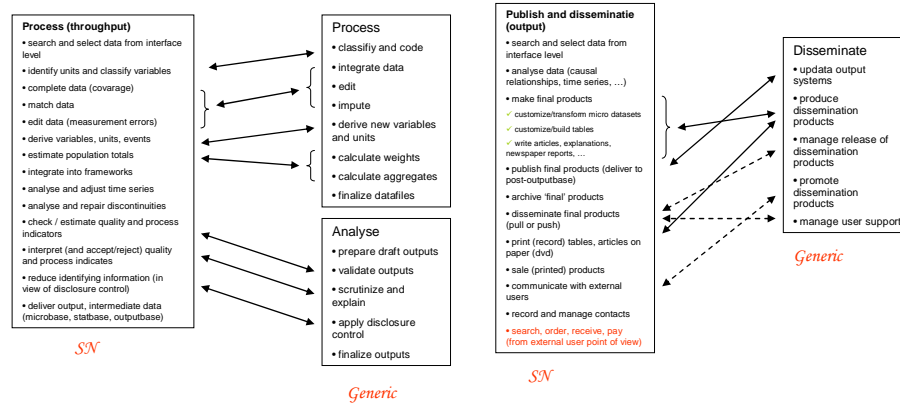 Process (throughput)
• search and select data from interface
level
• identify units and classify variables
• complete data (covarage)
• match data
• edit data (measurement errors)
• derive variables, units, events
• estimate population totals
• integrate into frameworks
• analyse and adjust time series
• analyse and repair discontinuities
• check / estimate quality and process
indicators
• interpret (and accept/reject) quality
and process indicates
• reduce identifying information (in
view of disclosure control)
• deliver output, intermediate data
(microbase, statbase, outputbase)
SN
Process
• classifiy and code
• integrate data
• edit
• impute
• derive new variables
and units
• calculate weights
• calculate aggregates
• finalize datafiles
Analyse
• prepare draft outputs
• validate outputs
• scrutinize and
explain
• apply disclosure
control
• finalize outputs
Generic
Publish and disseminatie
(output)
• search and select data from
interface level
• analyse data (causal
relationships, time series, …)
• make final products
✓ customize/transform micro datasets
✓ customize/build tables
✓ write articles, explanations,
newspaper reports, …
• publish final products (deliver to
post-outputbase)
• archive 'final' products
• disseminate final products
(pull or push)
• print (record) tables, articles on
paper (dvd)
• sale (printed) products
• communicate with external
users
• record and manage contacts
• search, order, receive, pay
(from external user point of view)
SN
Disseminate
• updata output
systems
• produce
dissemination
products
• manage release of
dissemination
products
• promote
dissemination
products
• manage user support
Generic